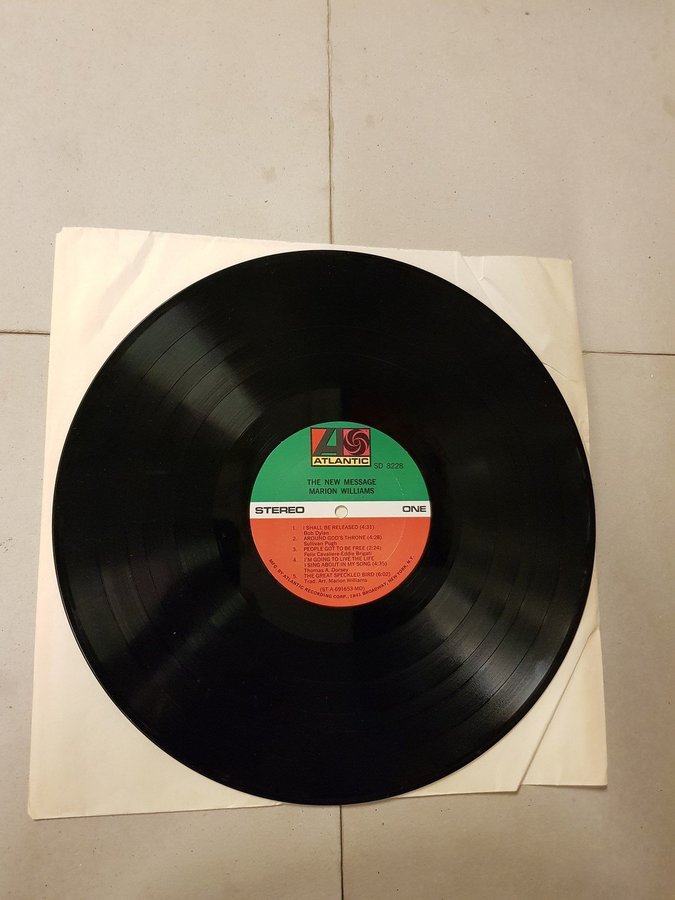 ATLANTIC
SD 8228
THE NEW MESSAGE
MARION WILLIAMS
STEREO ONE
1. I SHALL BE RELEASED (4:31)
Bob Dylan
2. AROUND GOD'S THRONE (4:28)
Sullivan Pugh
3. PEOPLE GOT TO BE FREE (2:24)
Felix Cavaliere-Eddie Brigati
4. I'M GOING TO LIVE THE LIFE
I SING ABOUT IN MY SONG (4:35)
Thomas A. Dorsey
5. THE GREAT SPECKLED BIRD (6:02)
Trad. Arr. Marion Williams
(ST-A-691653-MO)
MFG. BY ATLANTIC RECORDING CORP., 1841 BROADWAY, NEW YORK, N.Y.